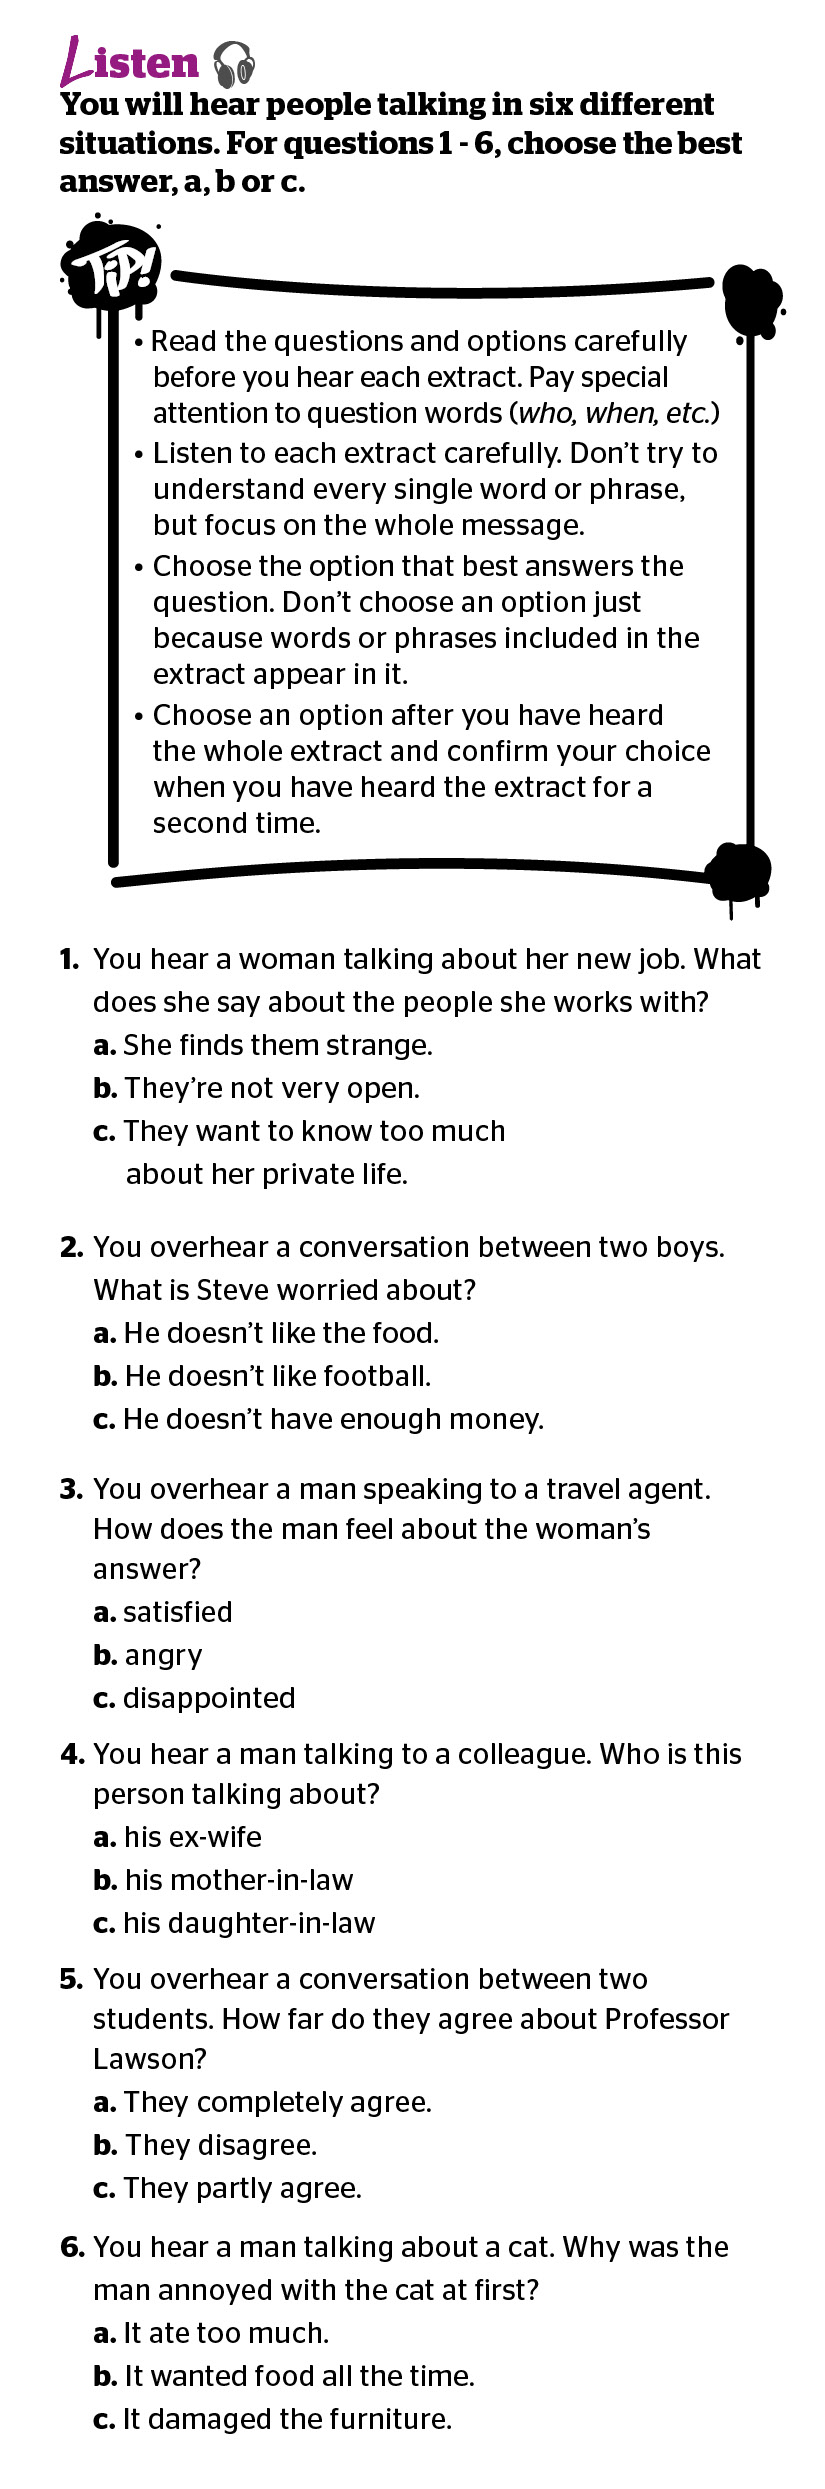 Listen
You will hear people talking in six different
situations. For questions 1 - 6, choose the best
answer, a, b or c.
TiP!
• Read the questions and options carefully
before you hear each extract. Pay special
attention to question words (who, when, etc.)
• Listen to each extract carefully. Don’t try to
understand every single word or phrase,
but focus on the whole message.
• Choose the option that best answers the
question. Don’t choose an option just
because words or phrases included in the
extract appear in it.
• Choose an option after you have heard
the whole extract and confirm your choice
when you have heard the extract for a
second time.
1. You hear a woman talking about her new job. What
does she say about the people she works with?
a. She finds them strange.
b. They’re not very open.
c. They want to know too much
about her private life.
2. You overhear a conversation between two boys.
What is Steve worried about?
a. He doesn’t like the food.
b. He doesn’t like football.
c. He doesn’t have enough money.
3. You overhear a man speaking to a travel agent.
How does the man feel about the woman’s
answer?
a. satisfied
b. angry
c. disappointed
4. You hear a man talking to a colleague. Who is this
person talking about?
a. his ex-wife
b. his mother-in-law
c. his daughter-in-law
5. You overhear a conversation between two
students. How far do they agree about Professor
Lawson?
a. They completely agree.
b. They disagree.
c. They partly agree.
6. You hear a man talking about a cat. Why was the
man annoyed with the cat at first?
a. It ate too much.
b. It wanted food all the time.
c. It damaged the furniture.